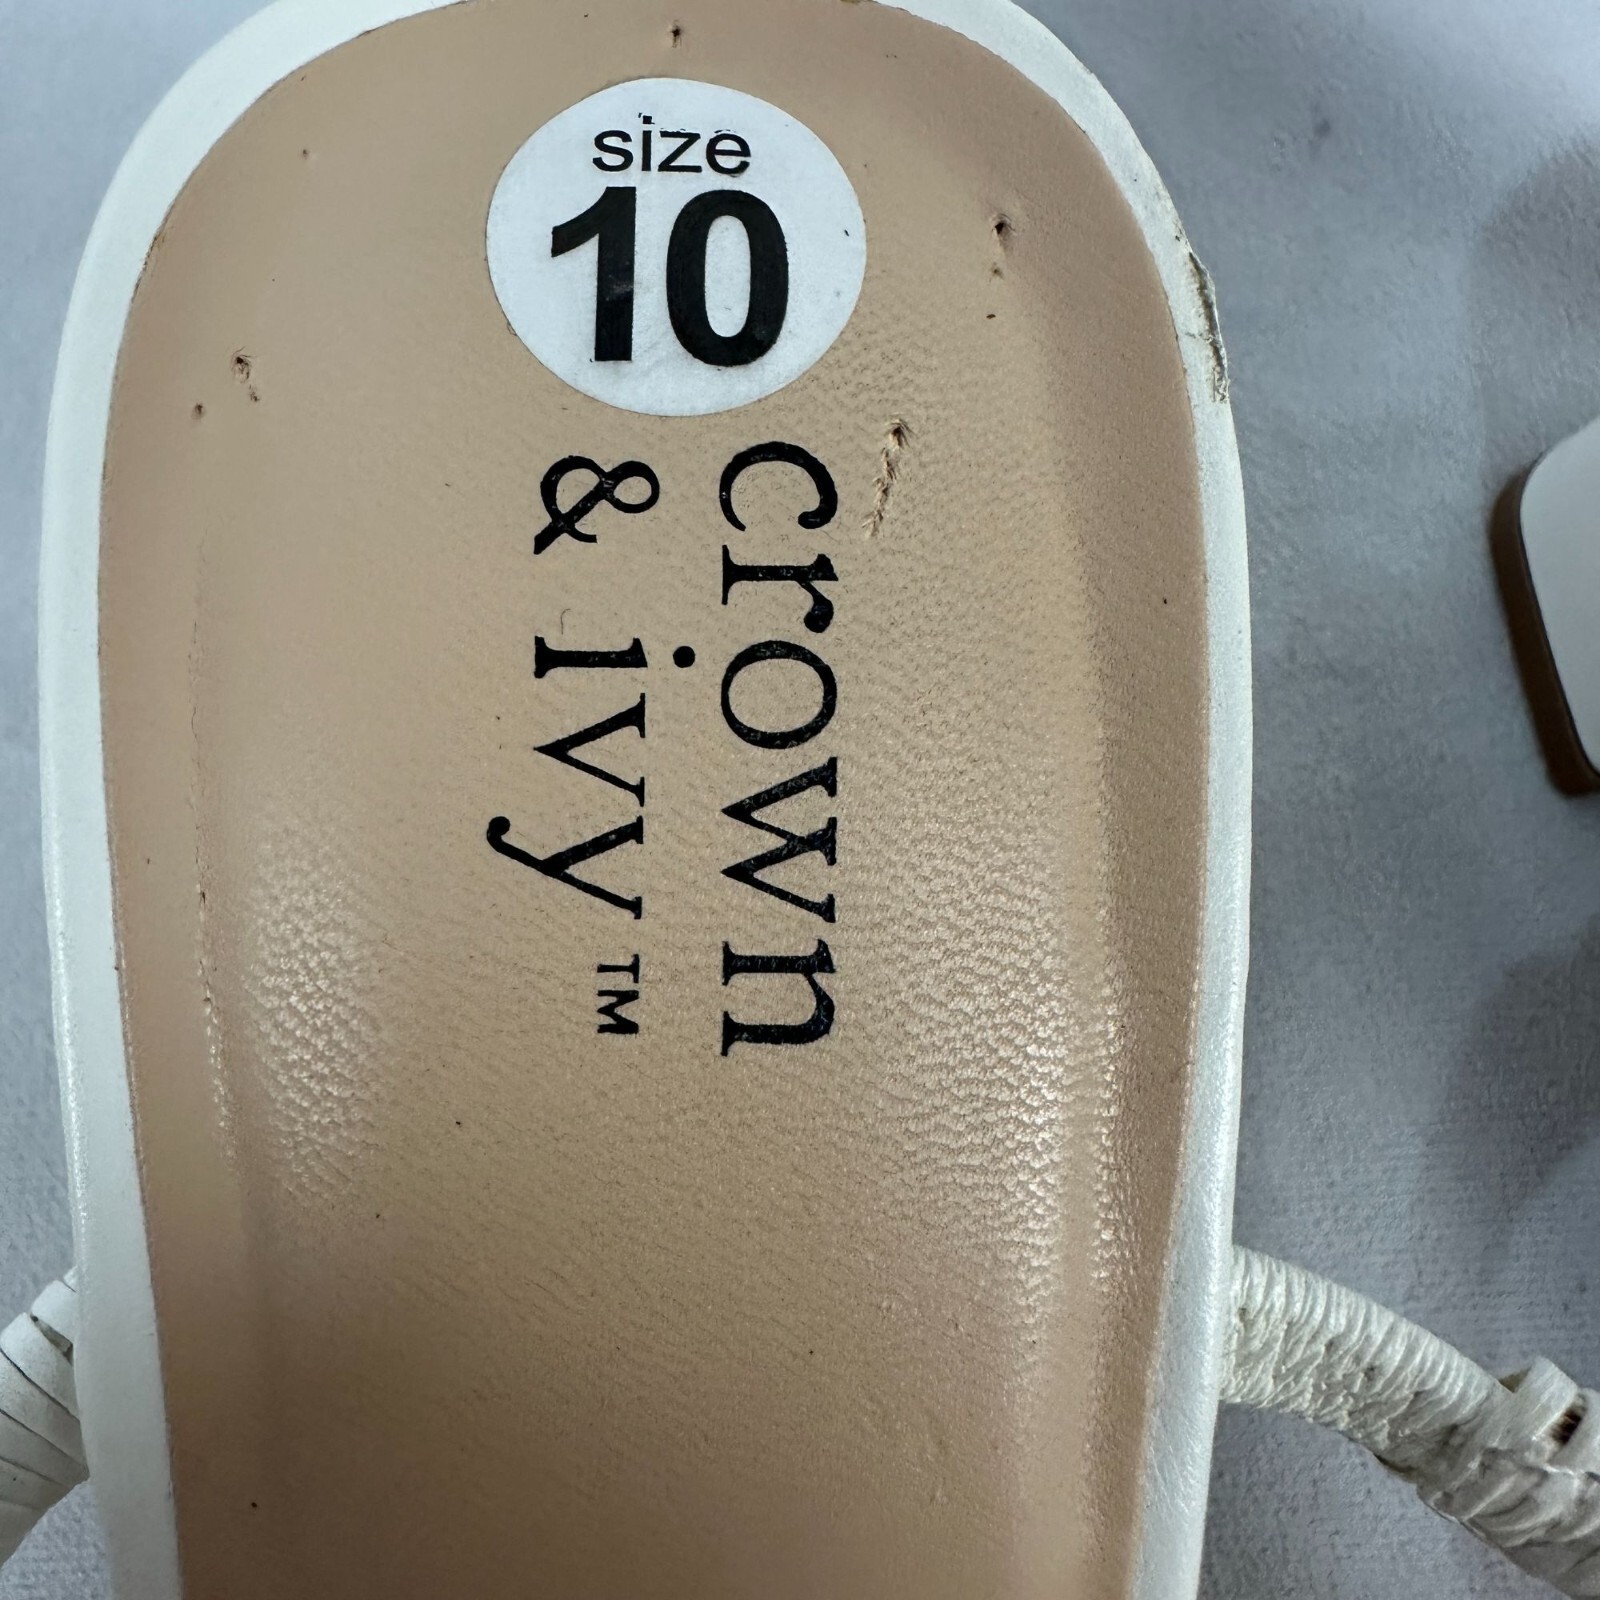 size
10
crown
& ivy™